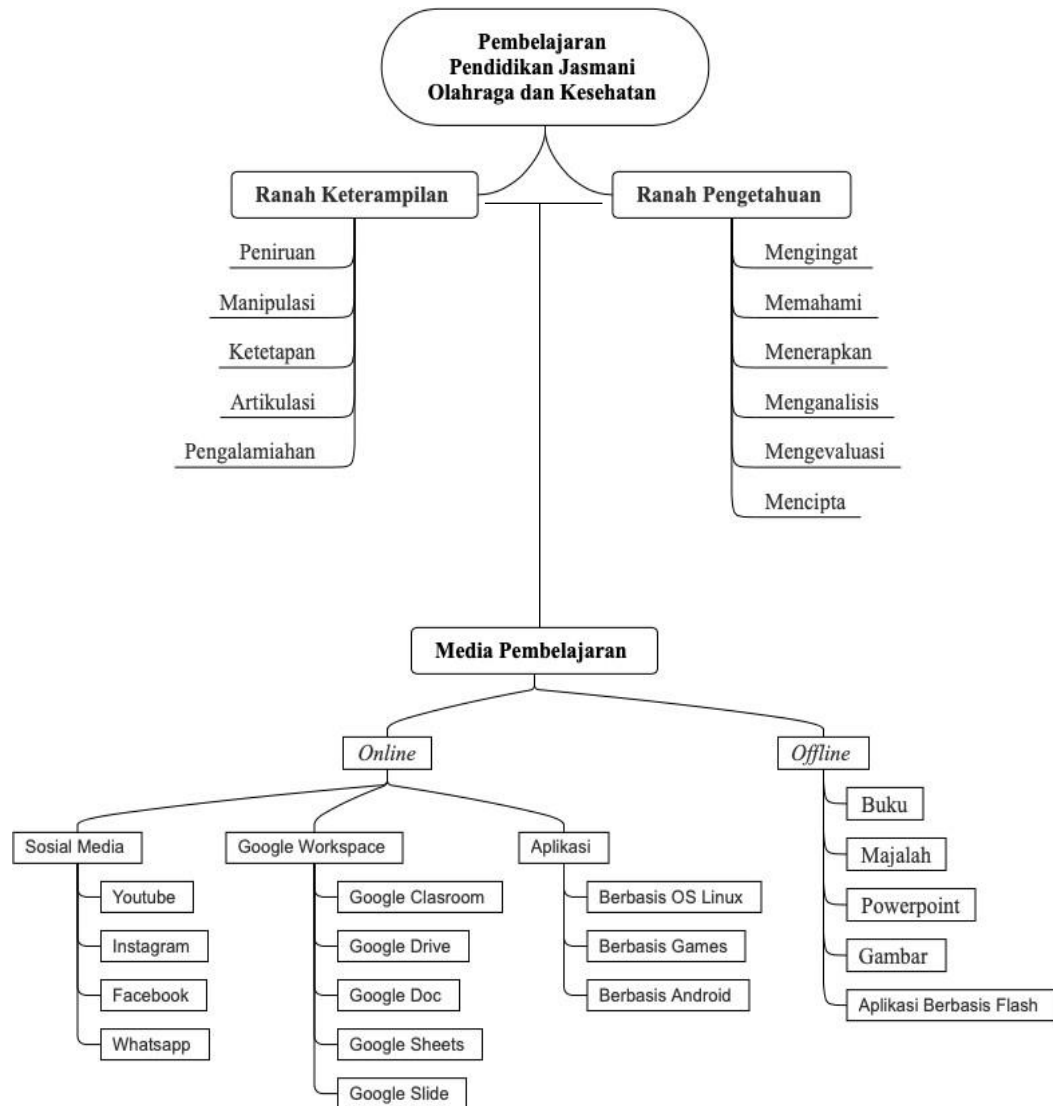 Pembelajaran
Pendidikan Jasmani
Olahraga dan Kesehatan
Ranah Keterampilan
Peniruan
Manipulasi
Ketetapan
Artikulasi
Pengalamiahan
Ranah Pengetahuan
Mengingat
Memahami
Menerapkan
Menganalisis
Mengevaluasi
Mencipta
Media Pembelajaran
Online
Sosial Media
Youtube
Instagram
Facebook
Whatsapp
Google Workspace
Google Clasroom
Google Drive
Google Doc
Google Sheets
Google Slide
Aplikasi
Berbasis OS Linux
Berbasis Games
Berbasis Android
Offline
Buku
Majalah
Powerpoint
Gambar
Aplikasi Berbasis Flash